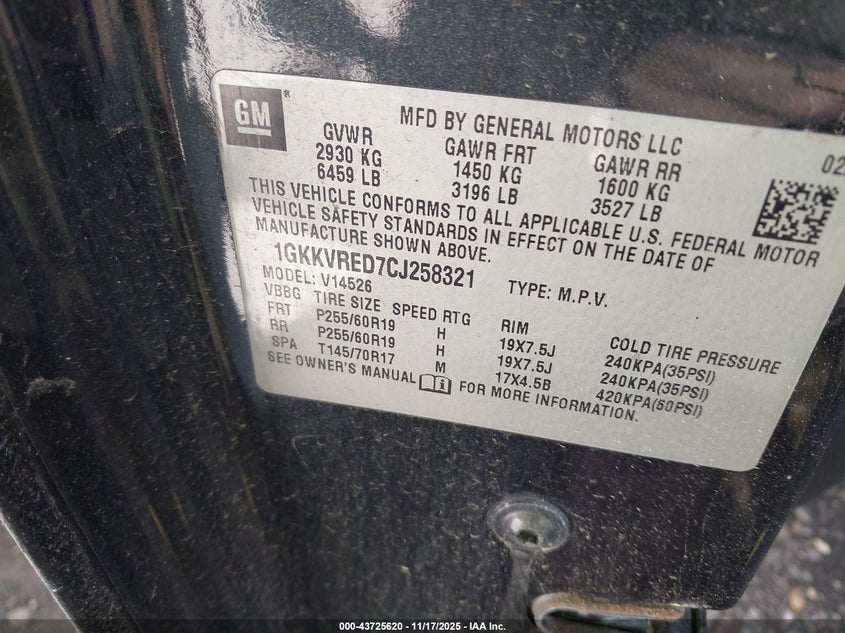 GM ®
MFD BY GENERAL MOTORS LLC 02
GVWR GAWR FRT GAWR RR
2930 KG 1450 KG 1600 KG
6459 LB 3196 LB 3527 LB
THIS VEHICLE CONFORMS TO ALL APPLICABLE U.S. FEDERAL MOTOR
VEHICLE SAFETY STANDARDS IN EFFECT ON THE DATE OF
MANUFACTURE SHOWN ABOVE.
1GKKVRED7CJ258321 TYPE: M.P.V.
MODEL: V14526
VBBG TIRE SIZE SPEED RTG RIM COLD TIRE PRESSURE
FRT P255/60R19 H 19X7.5J 240KPA(35PSI)
RR P255/60R19 H 19X7.5J 240KPA(35PSI)
SPA T145/70R17 M 17X4.5B 420KPA(60PSI)
SEE OWNER'S MANUAL i FOR MORE INFORMATION.
000-43725620 — 11/17/2025 — IAA Inc.